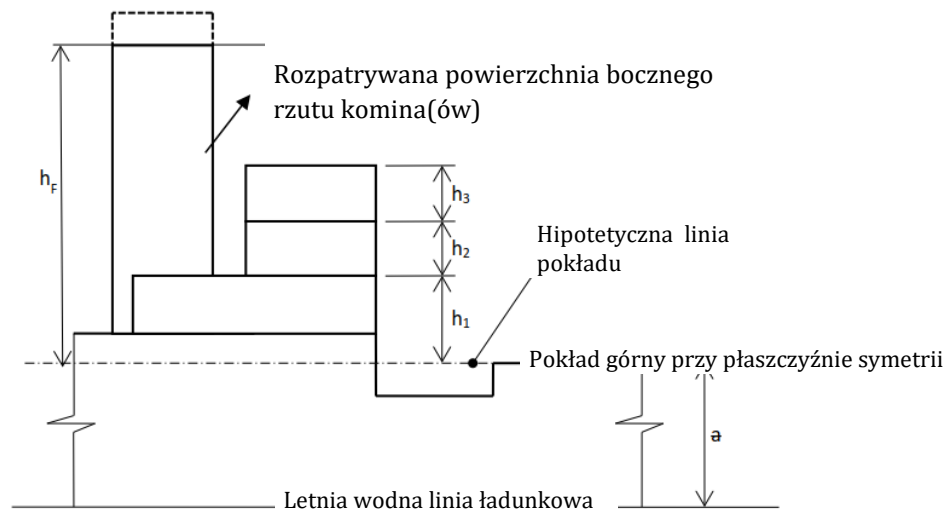 Rozpatrywana powierzchnia bocznego
rzutu komina(ów)
hF
h3
h2
Hipotetyczna linia
pokładu
h1
Pokład górny przy płaszczyźnie symetrii
a
Letnia wodna linia ładunkowa